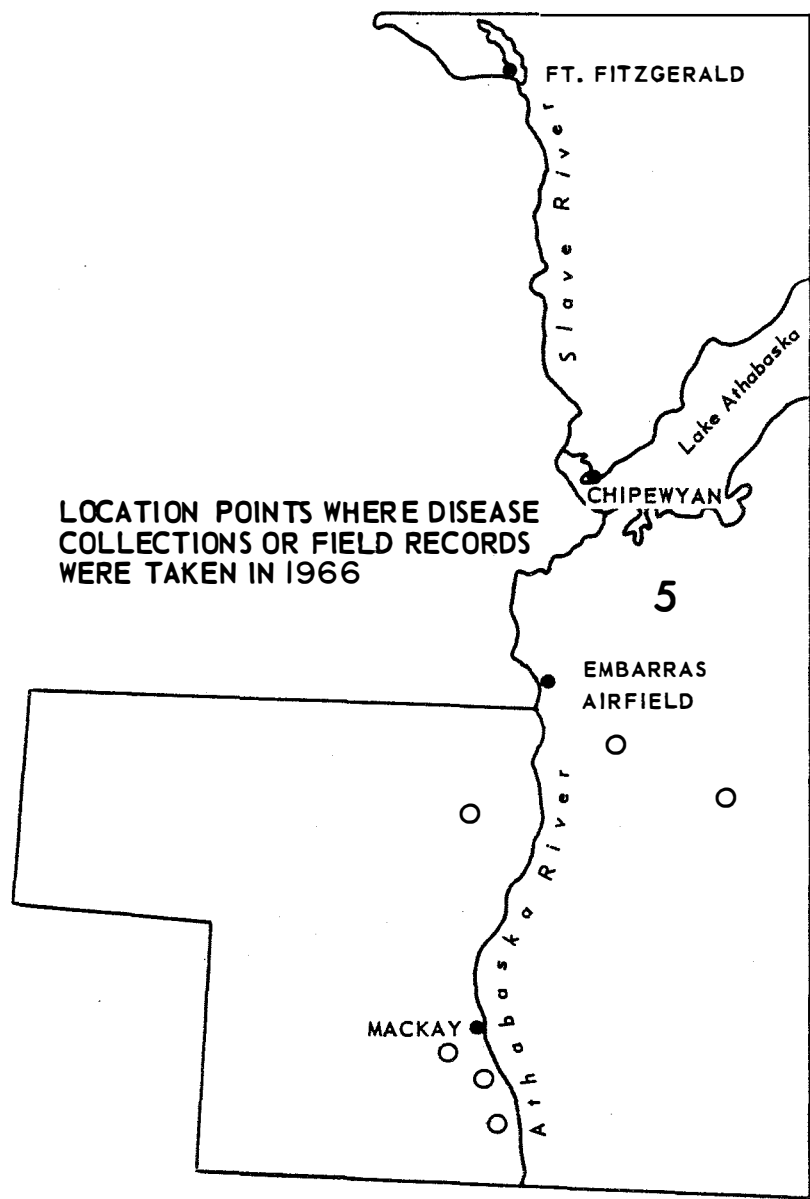 FT. FITZGERALD
Slave River
Lake Athabaska
CHIPEWYAN
LOCATION POINTS WHERE DISEASE
COLLECTIONS OR FIELD RECORDS
WERE TAKEN IN 1966
5
EMBARRAS
AIRFIELD
Athabaska River
MACKAY